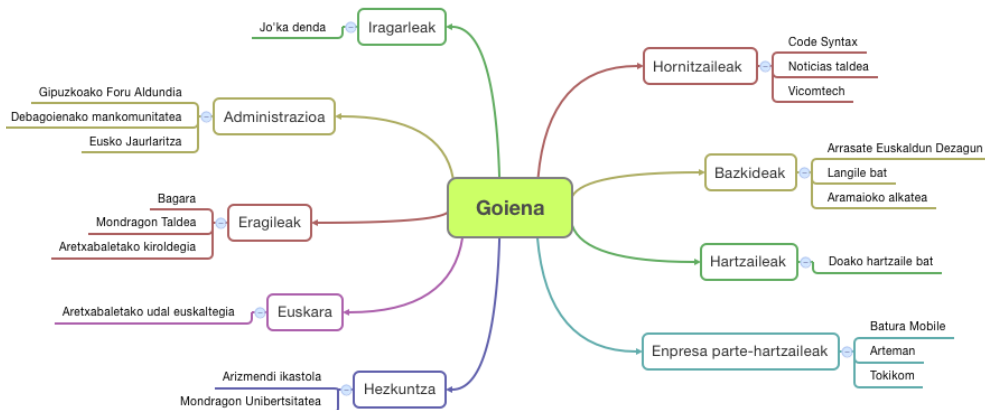 Goiena
Iragarleak
Jo'ka denda
Administrazioa
Gipuzkoako Foru Aldundia
Debagoienako mankomunitatea
Eusko Jaurlaritza
Eragileak
Bagara
Mondragon Taldea
Aretxabaletako kiroldegia
Euskara
Aretxabaletako udal euskaltegia
Hezkuntza
Arizmendi ikastola
Mondragon Unibertsitatea
Hornitzaileak
Code Syntax
Noticias taldea
Vicomtech
Bazkideak
Arrasate Euskaldun Dezagun
Langile bat
Aramaioko alkatea
Hartzaileak
Doako hartzaile bat
Enpresa parte-hartzaileak
Batura Mobile
Arteman
Tokikom